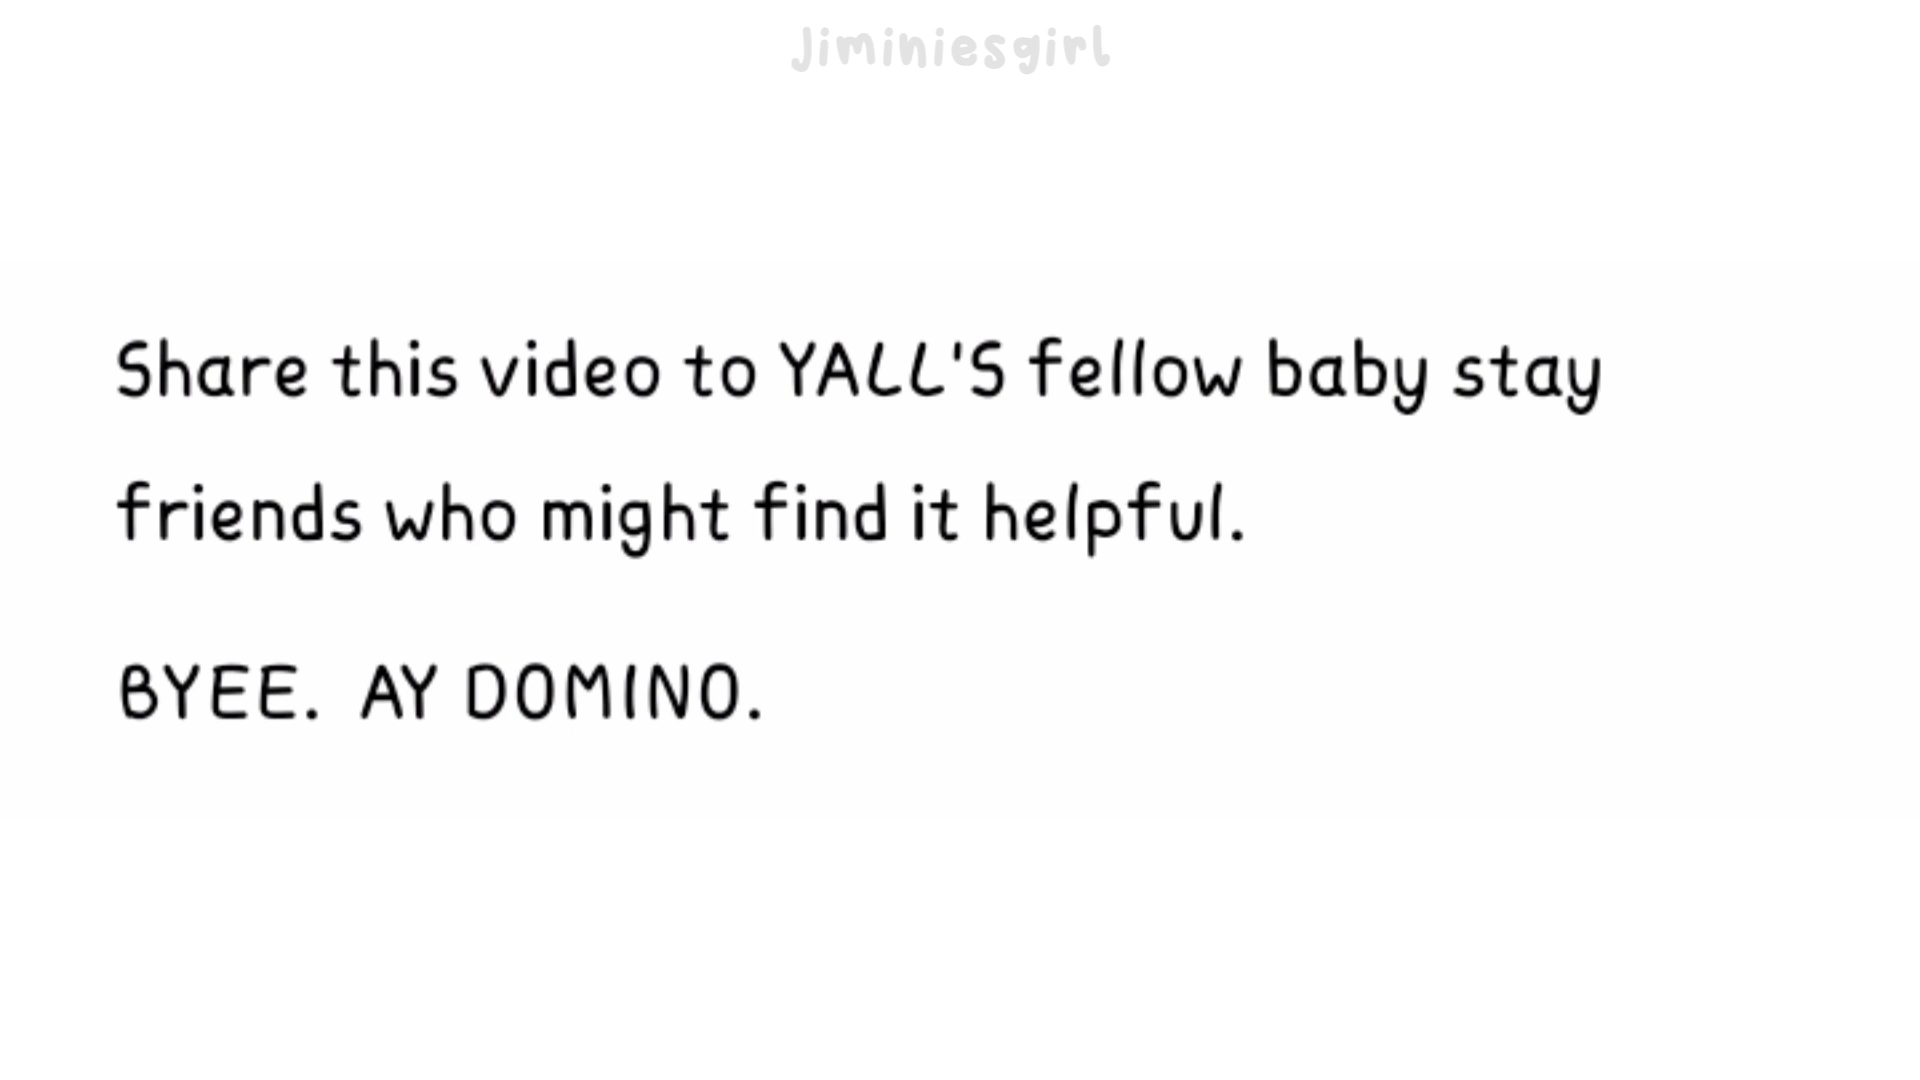 Jiminiesgirl
Share this video to YALL'S fellow baby stay
friends who might find it helpful.
BYEE. AY DOMINO.